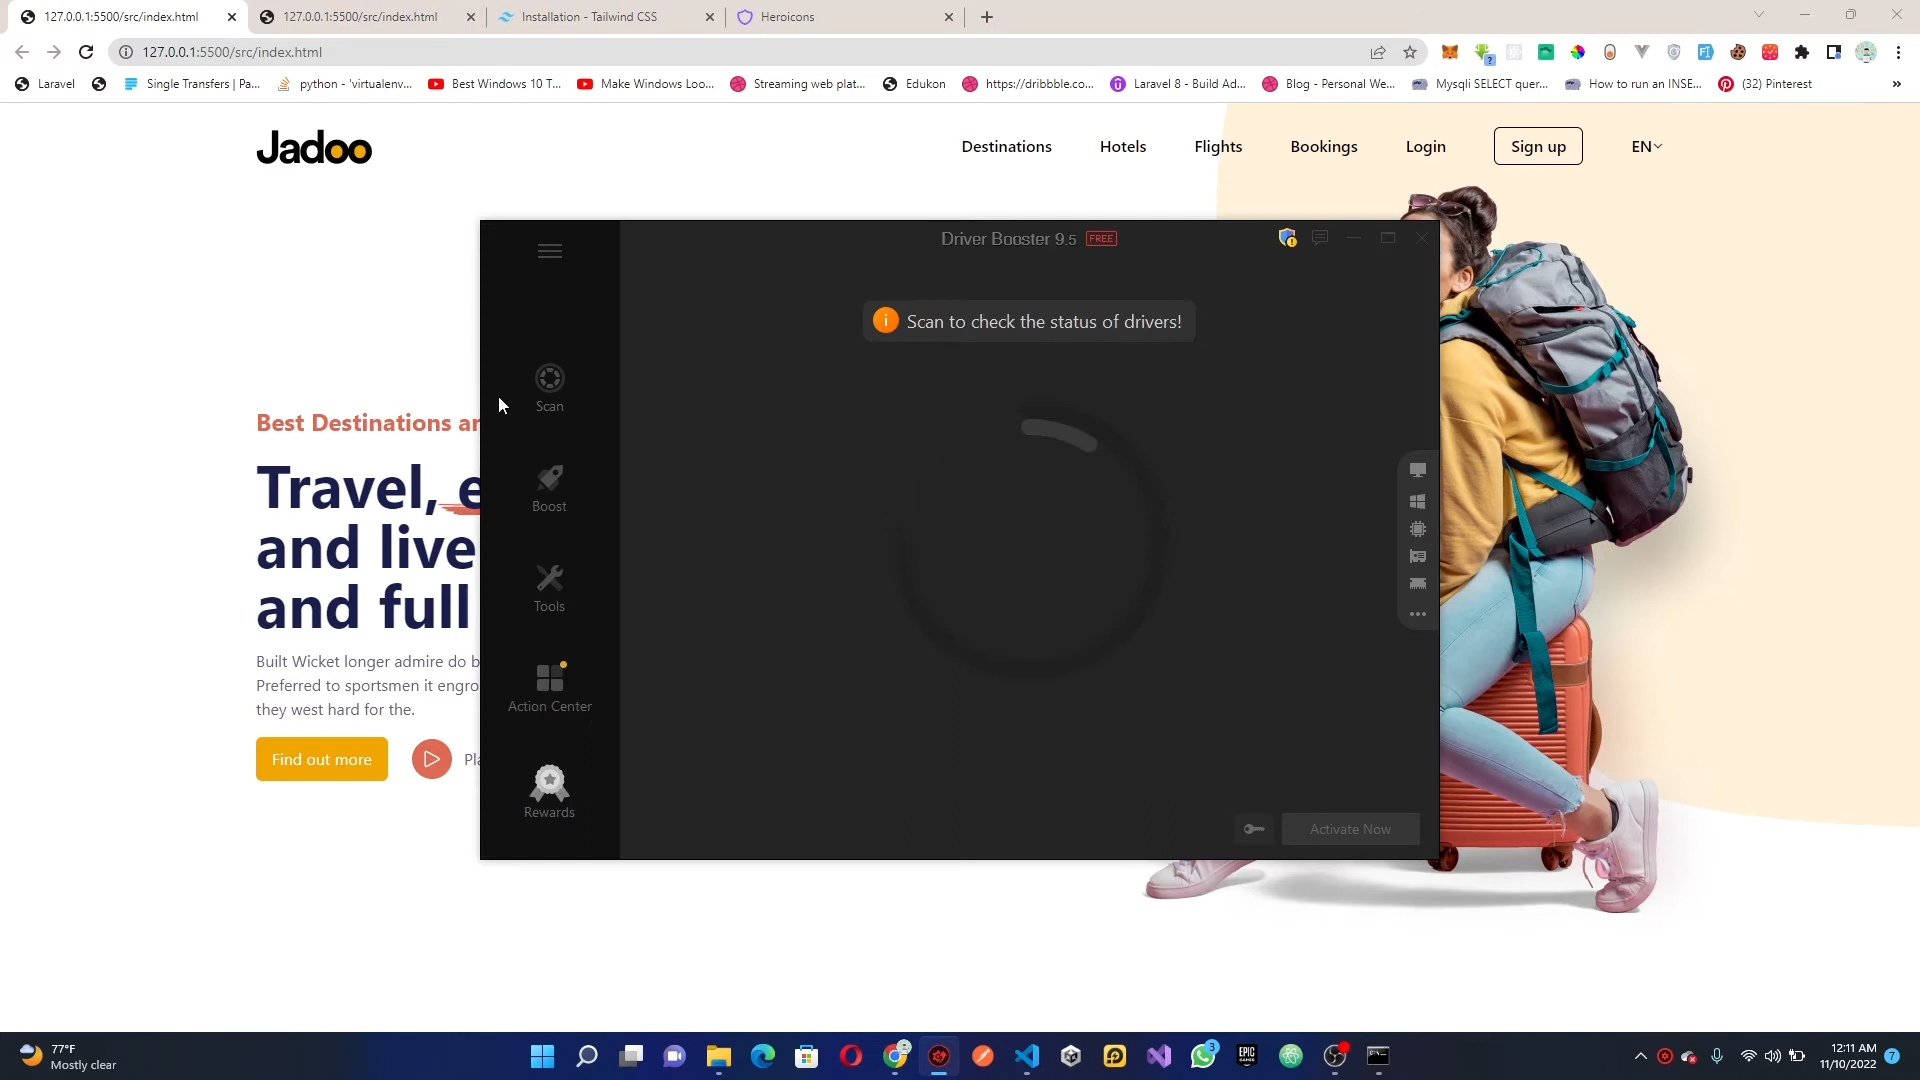 127.0.0.1:5500/src/index.html
127.0.0.1:5500/src/index.html
Installation - Tailwind CSS
Heroicons
127.0.0.1:5500/src/index.html
Laravel
Single Transfers | Pa...
python - 'virtualenv...
Best Windows 10 T...
Make Windows Loo...
Streaming web plat...
Edukon
https://dribbble.co...
Laravel 8 - Build Ad...
Blog - Personal We...
Mysqli SELECT quer...
How to run an INSE...
(32) Pinterest
»
Jadoo
Destinations
Hotels
Flights
Bookings
Login
Sign up
EN
Driver Booster 9.5 FREE
Scan to check the status of drivers!
Scan
Boost
Tools
Action Center
Rewards
Activate Now
Best Destinations ar
Travel, e
and live
and full
Built Wicket longer admire do b
Preferred to sportsmen it engro
they west hard for the.
Find out more
Pla
77°F
Mostly clear
EPIC
GAMES
3
12:11 AM
11/10/2022
7